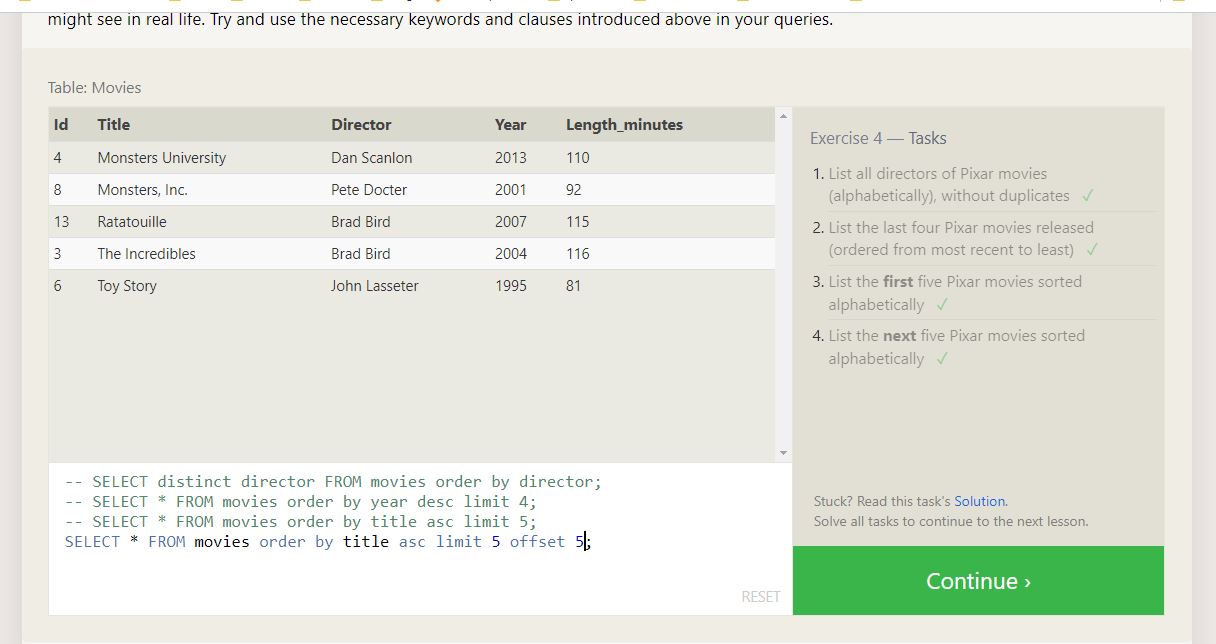 might see in real life. Try and use the necessary keywords and clauses introduced above in your queries.
Table: Movies
Id Title Director Year Length_minutes
4 Monsters University Dan Scanlon 2013 110
8 Monsters, Inc. Pete Docter 2001 92
13 Ratatouille Brad Bird 2007 115
3 The Incredibles Brad Bird 2004 116
6 Toy Story John Lasseter 1995 81
-- SELECT distinct director FROM movies order by director;
-- SELECT * FROM movies order by year desc limit 4;
-- SELECT * FROM movies order by title asc limit 5;
SELECT * FROM movies order by title asc limit 5 offset 5;
RESET
Exercise 4 — Tasks
1. List all directors of Pixar movies
(alphabetically), without duplicates ✓
2. List the last four Pixar movies released
(ordered from most recent to least) ✓
3. List the first five Pixar movies sorted
alphabetically ✓
4. List the next five Pixar movies sorted
alphabetically ✓
Stuck? Read this task's Solution.
Solve all tasks to continue to the next lesson.
Continue ›